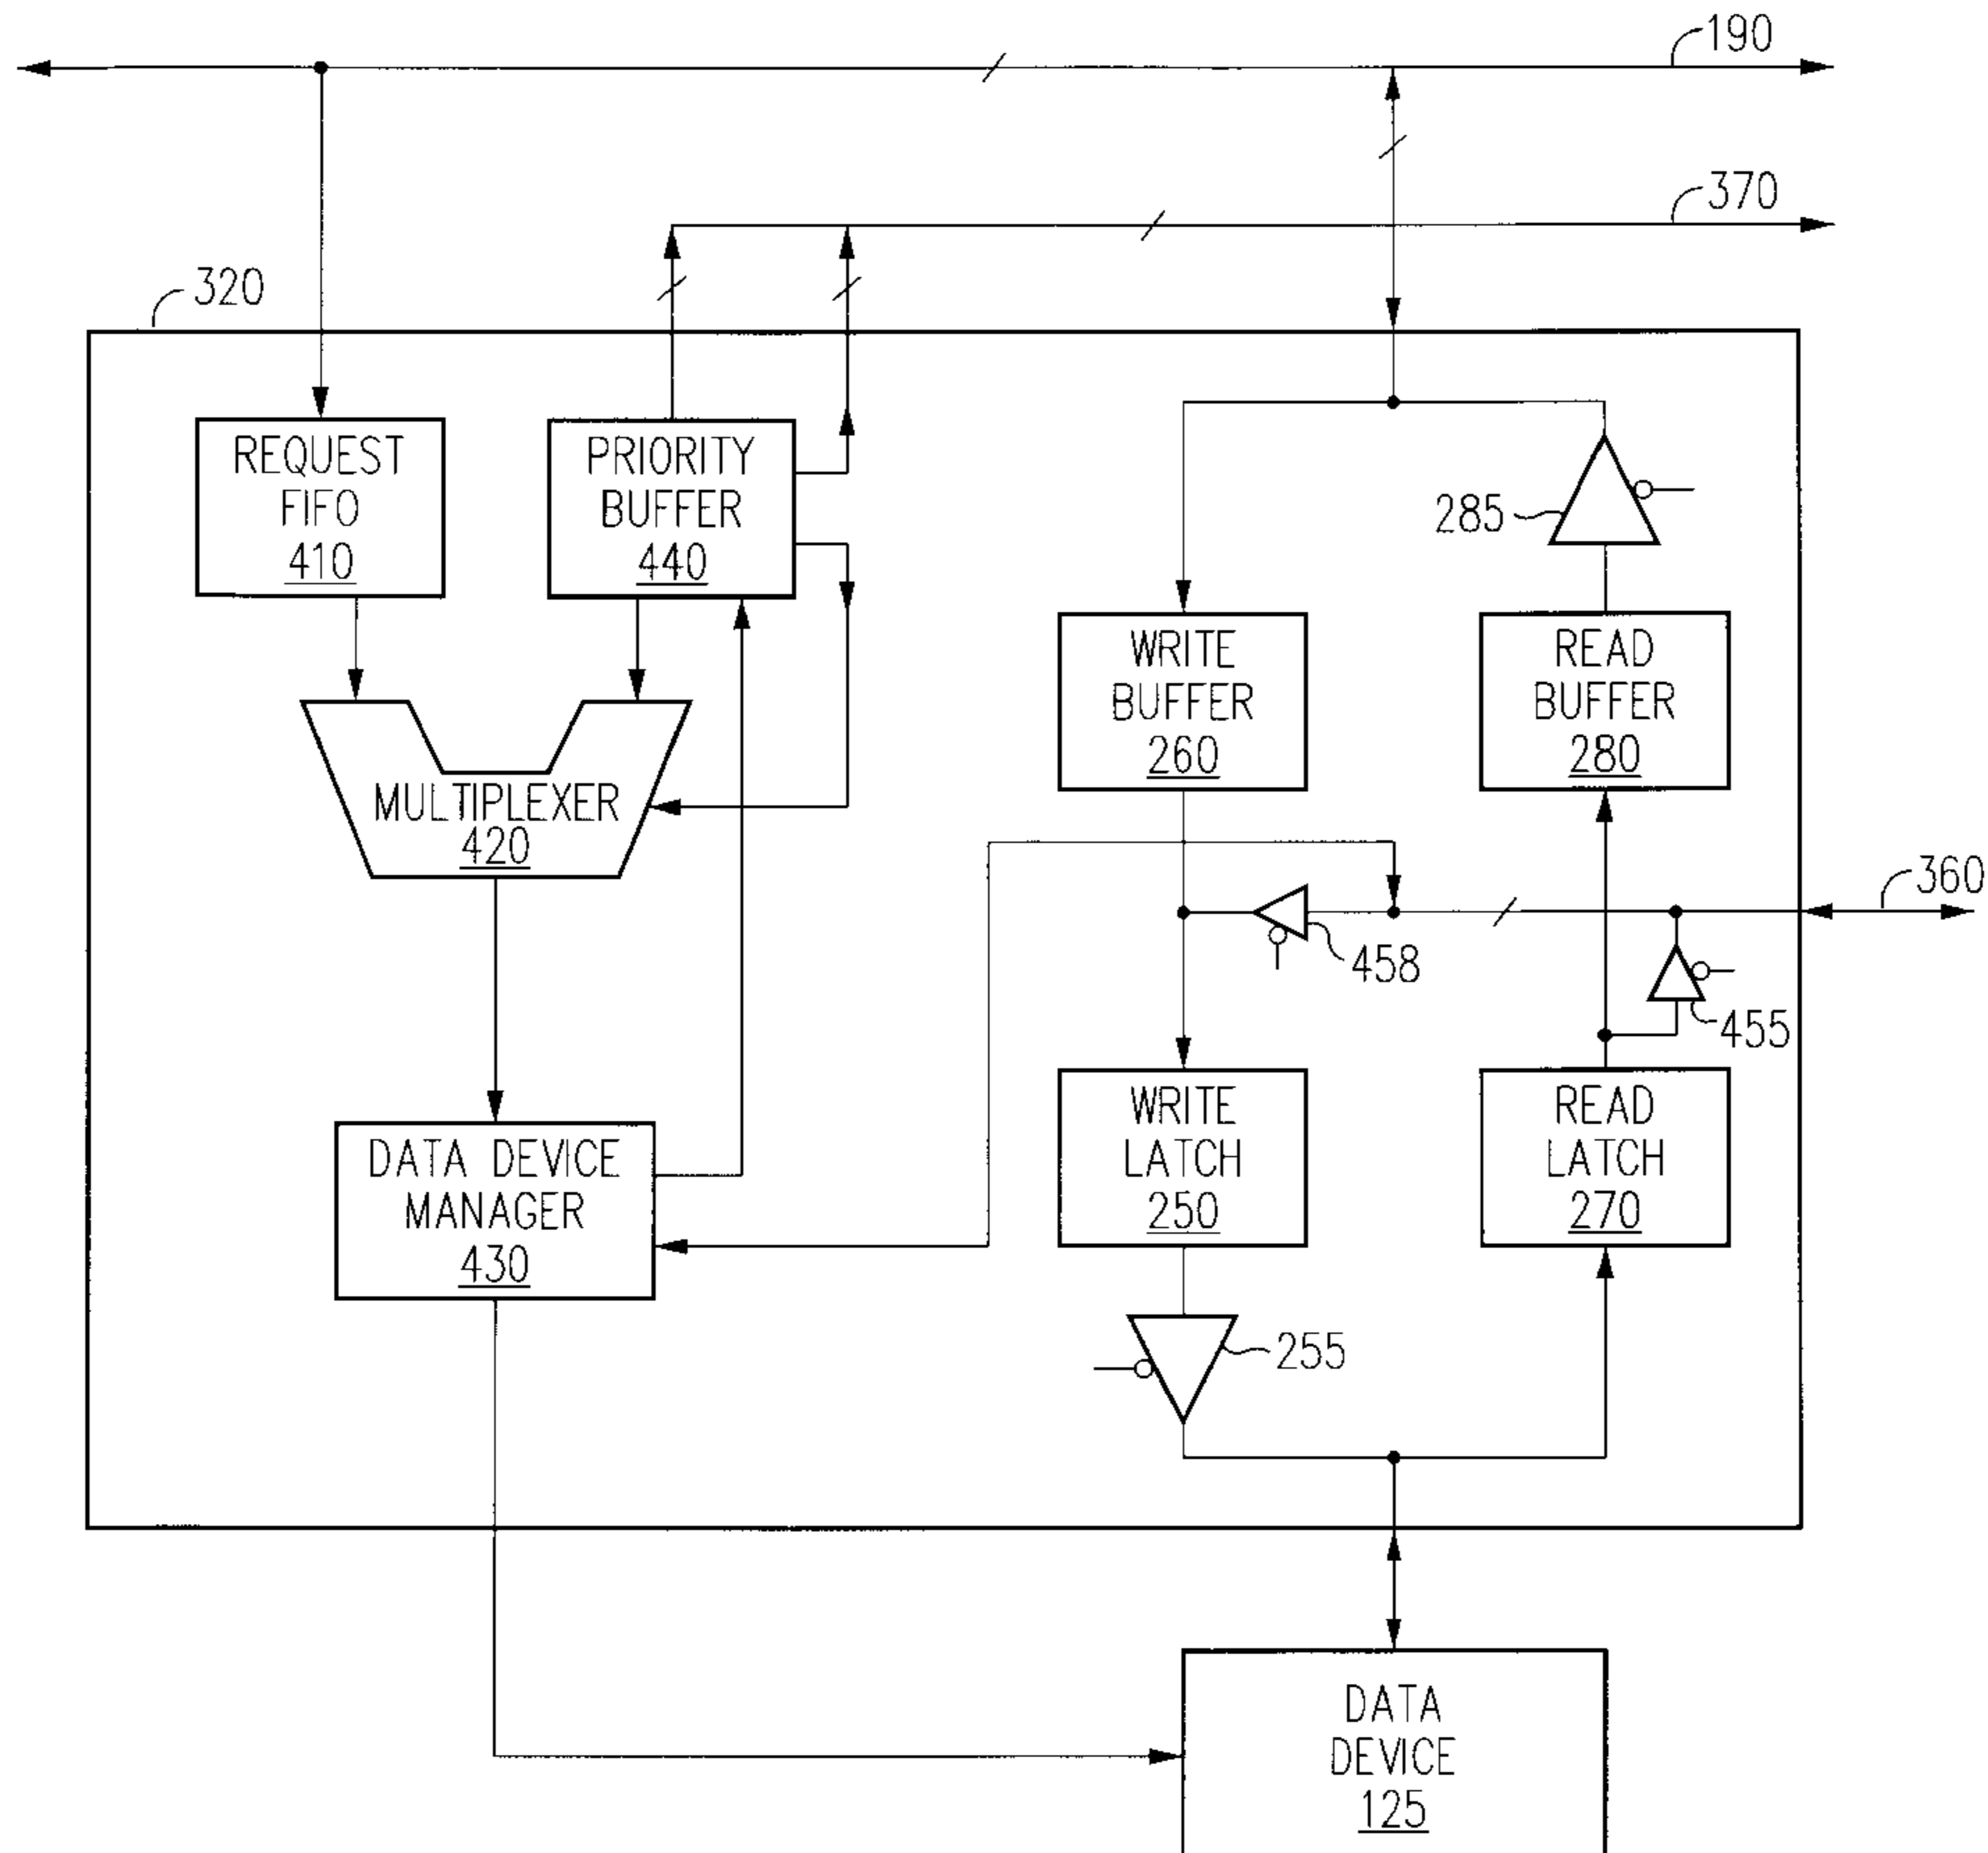 190
370
320
REQUEST
FIFO
410
PRIORITY
BUFFER
440
285
WRITE
BUFFER
260
READ
BUFFER
280
MULTIPLEXER
420
360
458
455
DATA DEVICE
MANAGER
430
WRITE
LATCH
250
READ
LATCH
270
255
DATA
DEVICE
125